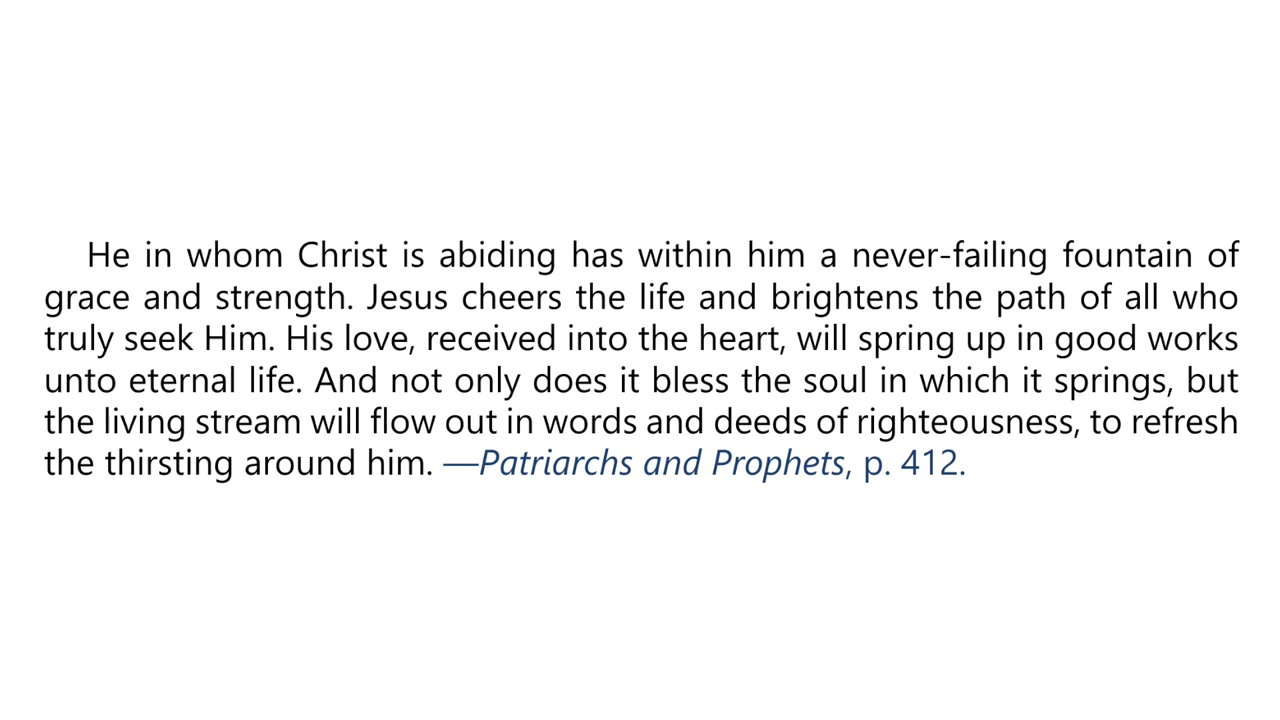 He in whom Christ is abiding has within him a never-failing fountain of
grace and strength. Jesus cheers the life and brightens the path of all who
truly seek Him. His love, received into the heart, will spring up in good works
unto eternal life. And not only does it bless the soul in which it springs, but
the living stream will flow out in words and deeds of righteousness, to refresh
the thirsting around him. —Patriarchs and Prophets, p. 412.